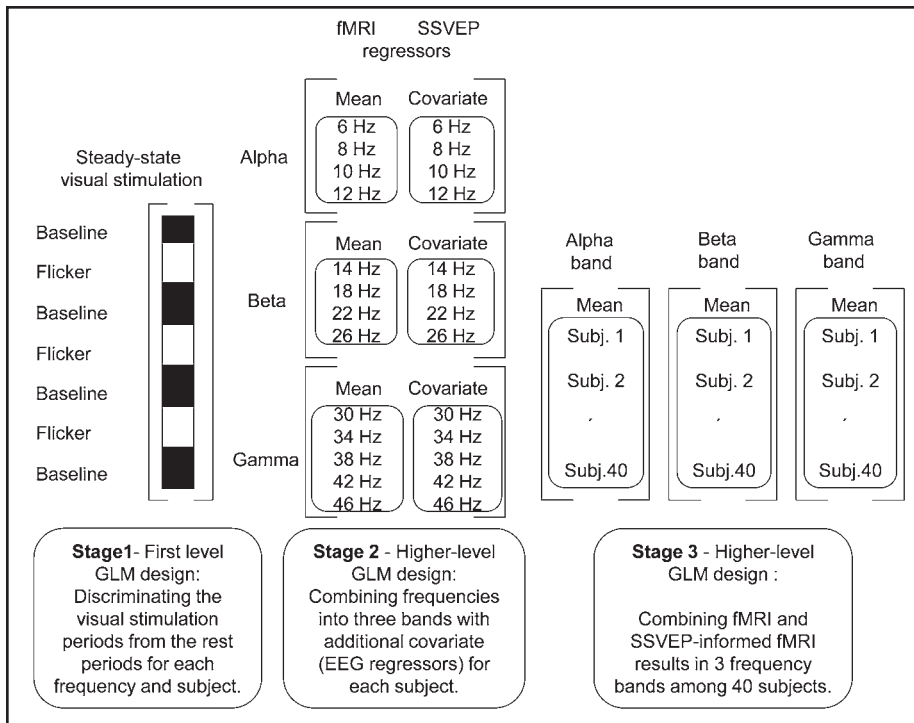 fMRI SSVEP
regressors
Steady-state
visual stimulation
Baseline
Flicker
Baseline
Flicker
Baseline
Flicker
Baseline
Alpha
Mean Covariate
6 Hz 6 Hz
8 Hz 8 Hz
10 Hz 10 Hz
12 Hz 12 Hz
Beta
Mean Covariate
14 Hz 14 Hz
18 Hz 18 Hz
22 Hz 22 Hz
26 Hz 26 Hz
Gamma
Mean Covariate
30 Hz 30 Hz
34 Hz 34 Hz
38 Hz 38 Hz
42 Hz 42 Hz
46 Hz 46 Hz
Alpha
band
Mean
Subj. 1
Subj. 2
Subj.40
Beta
band
Mean
Subj. 1
Subj. 2
Subj.40
Gamma
band
Mean
Subj. 1
Subj. 2
Subj.40
Stage1- First level
GLM design:
Discriminating the
visual stimulation
periods from the rest
periods for each
frequency and subject.
Stage 2 - Higher-level
GLM design:
Combining frequencies
into three bands with
additional covariate
(EEG regressors) for
each subject.
Stage 3 - Higher-level
GLM design :
Combining fMRI and
SSVEP-informed fMRI
results in 3 frequency
bands among 40 subjects.